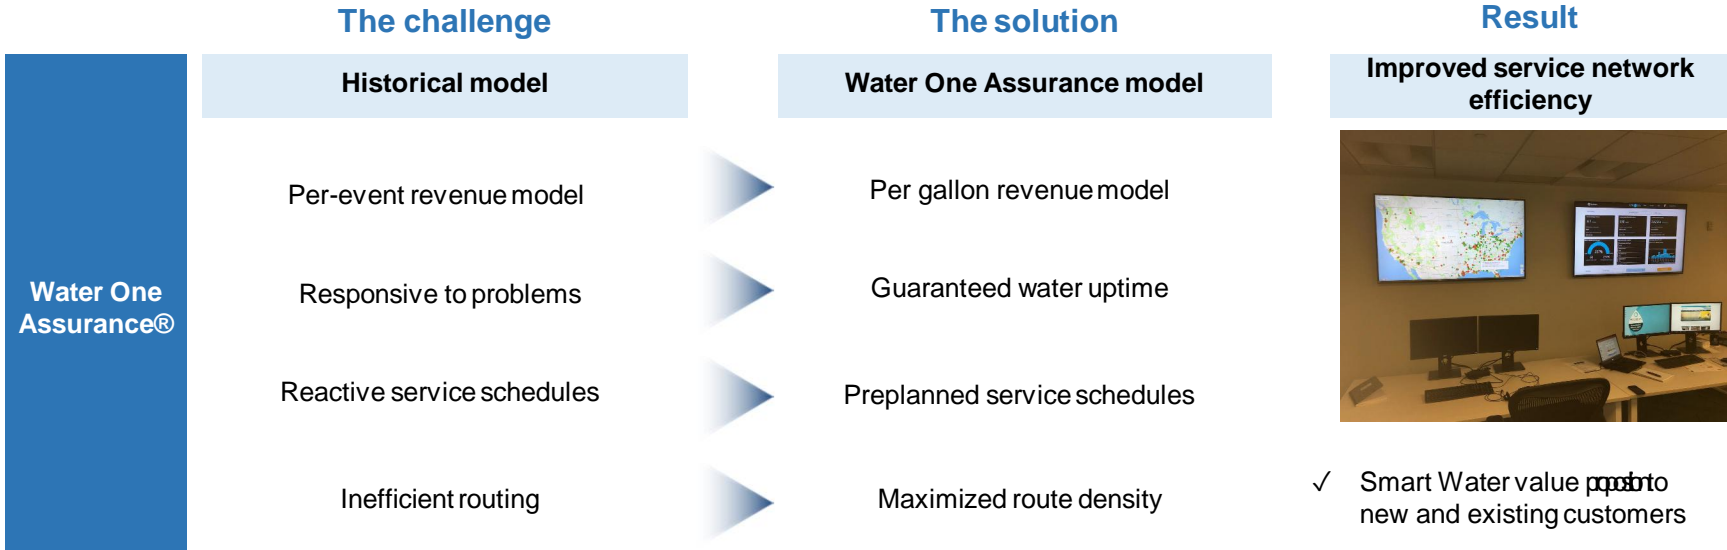 The challenge
The solution
Result
Water One
Assurance®
Historical model
Water One Assurance model
Improved service network
efficiency
Per-event revenue model
Per gallon revenue model
Responsive to problems
Guaranteed water uptime
Reactive service schedules
Preplanned service schedules
Inefficient routing
Maximized route density
✓ Smart Water value to
new and existing customers